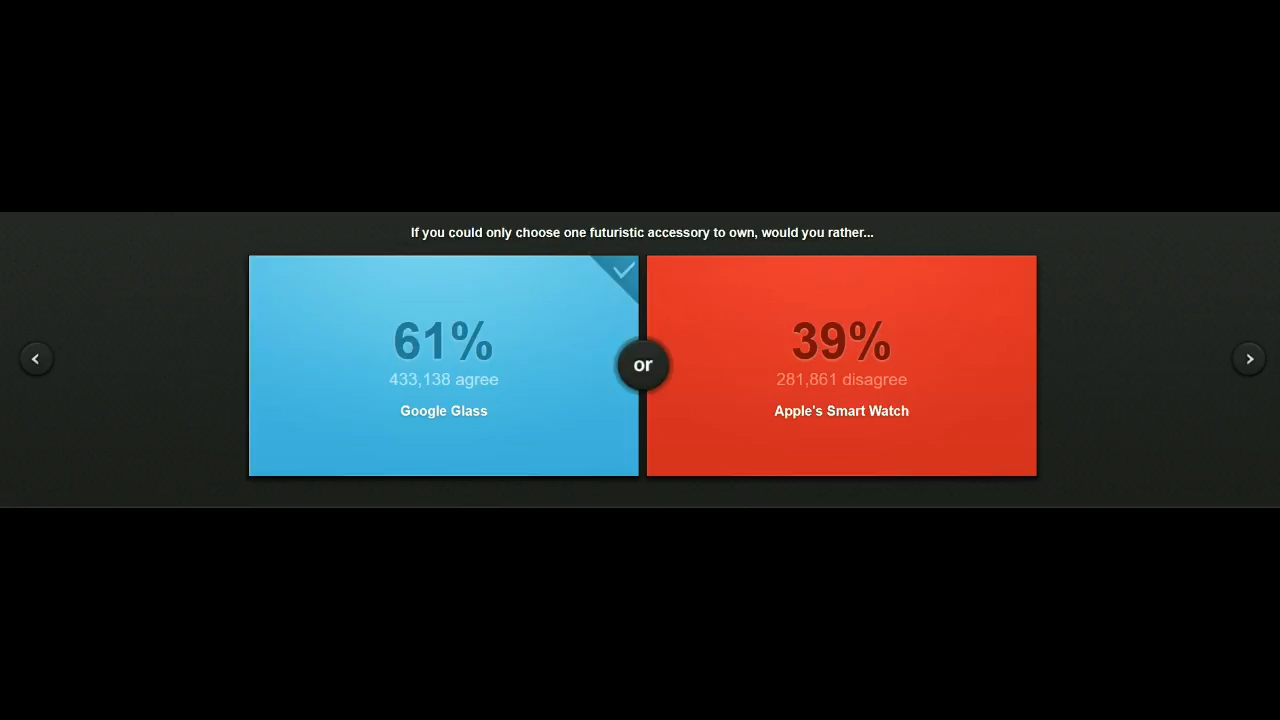 If you could only choose one futuristic accessory to own, would you rather...
61%
433,138 agree
Google Glass
or
39%
281,861 disagree
Apple's Smart Watch